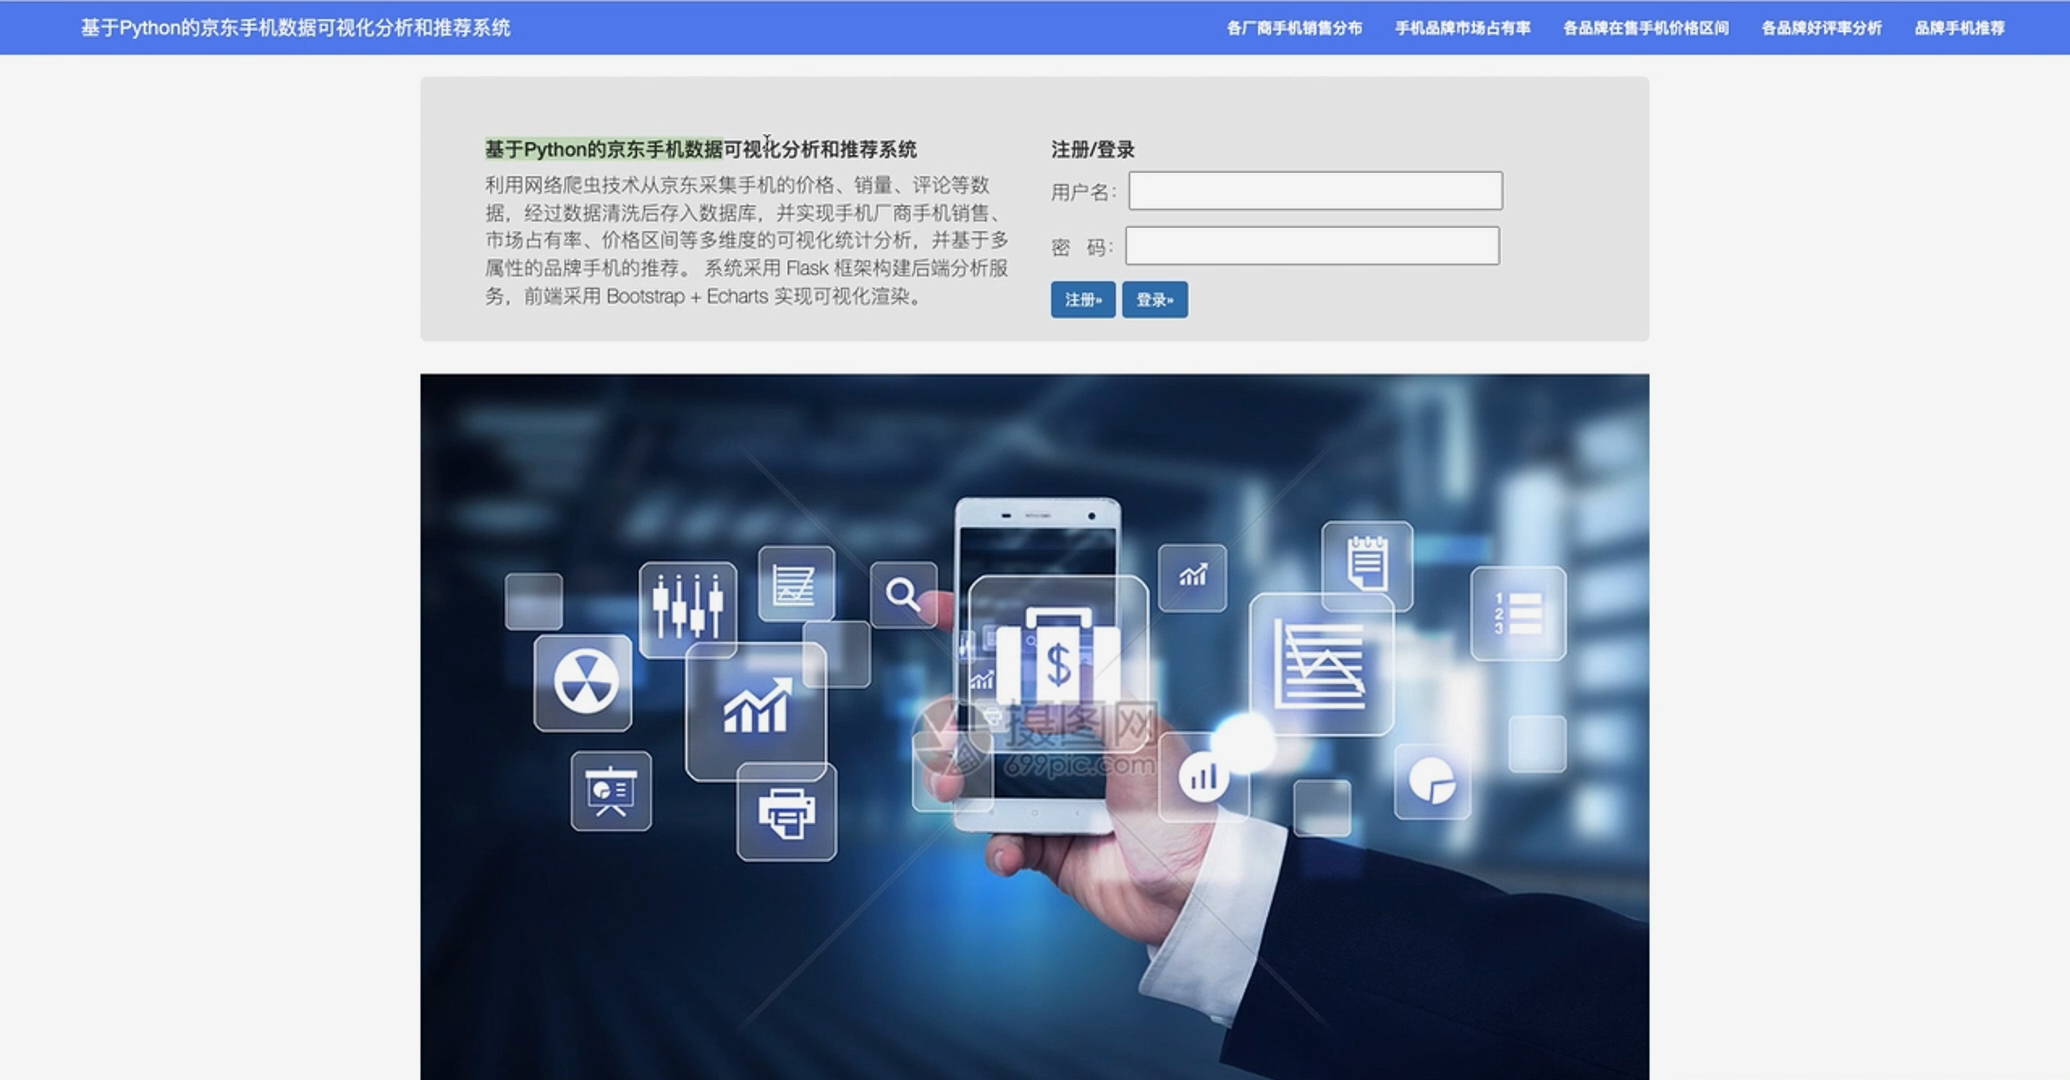 基于Python的京东手机数据可视化分析和推荐系统
各厂商手机销售分布 手机品牌市场占有率 各品牌在售手机价格区间 各品牌好评率分析 品牌手机推荐
基于Python的京东手机数据可视化分析和推荐系统
利用网络爬虫技术从京东采集手机的价格、销量、评论等数
据，经过数据清洗后存入数据库，并实现手机厂商手机销售、
市场占有率、价格区间等多维度的可视化统计分析，并基于多
属性的品牌手机的推荐。 系统采用 Flask 框架构建后端分析服
务，前端采用 Bootstrap + Echarts 实现可视化渲染。
注册/登录
用户名：
密 码：
注册» 登录»
$
1
2
3
摄图网
699pic.com